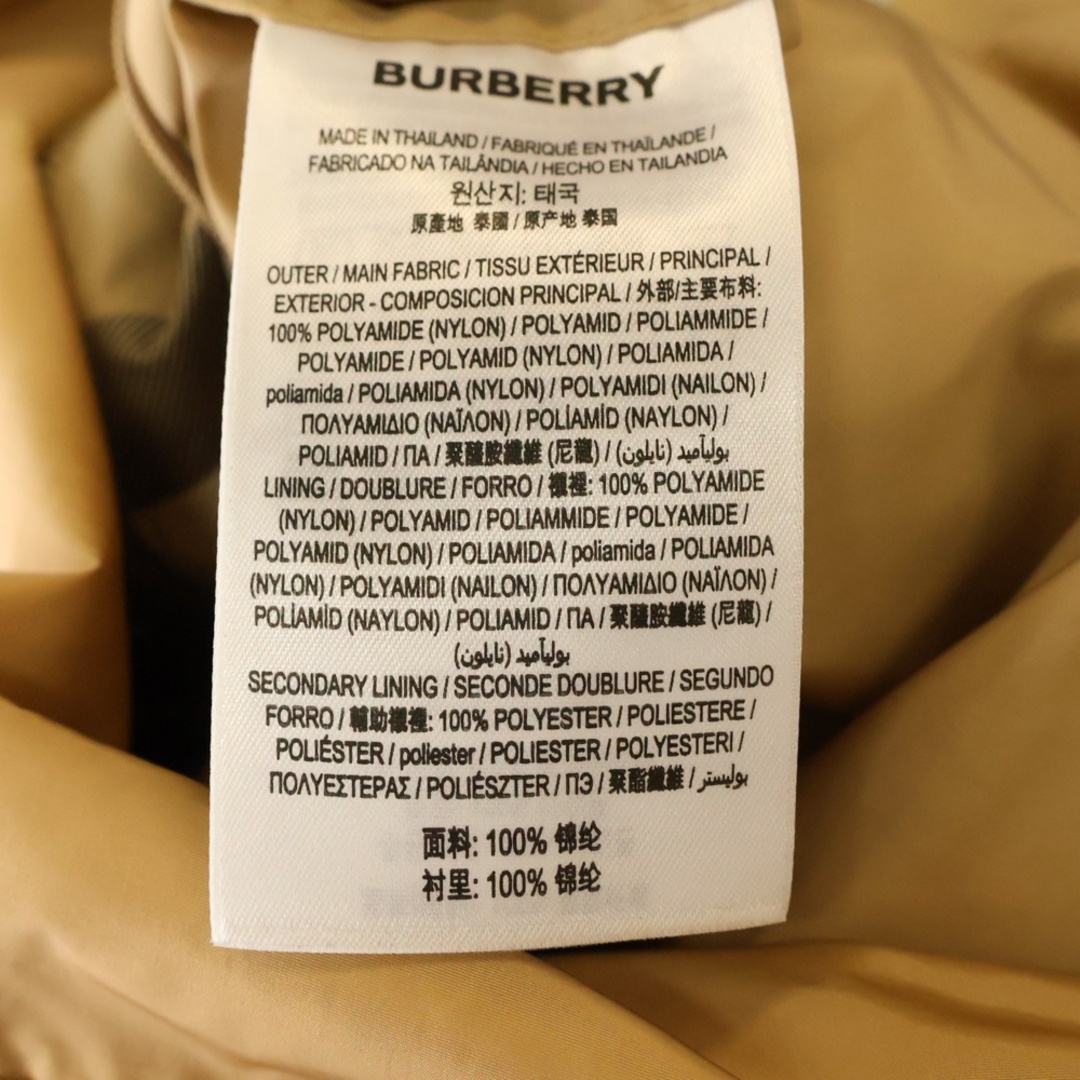 BURBERRY
MADE IN THAILAND / FABRIQUÉ EN THAÏLANDE /
FABRICADO NA TAILÂNDIA / HECHO EN TAILANDIA
원산지: 태국
原產地 泰國 / 原产地 泰国
OUTER / MAIN FABRIC / TISSU EXTÉRIEUR / PRINCIPAL /
EXTERIOR - COMPOSICION PRINCIPAL / 外部/主要布料:
100% POLYAMIDE (NYLON) / POLYAMID / POLIAMMIDE /
POLYAMIDE / POLYAMID (NYLON) / POLIAMIDA /
poliamida / POLIAMIDA (NYLON) / POLYAMIDI (NAILON) /
ΠΟΛΥΑΜΙΔΙΟ (ΝΑΪΛΟΝ) / POLİAMİD (NAYLON) /
POLIAMID / ПА / 聚醯胺纖維 (尼龍) / بوليآميد (نايلون)
LINING / DOUBLURE / FORRO / 襯裡: 100% POLYAMIDE
(NYLON) / POLYAMID / POLIAMMIDE / POLYAMIDE /
POLYAMID (NYLON) / POLIAMIDA / poliamida / POLIAMIDA
(NYLON) / POLYAMIDI (NAILON) / ΠΟΛΥΑΜΙΔΙΟ (ΝΑΪΛΟΝ) /
POLİAMİD (NAYLON) / POLIAMID / ПА / 聚醯胺纖維 (尼龍) /
بوليآميد (نايلون)
SECONDARY LINING / SECONDE DOUBLURE / SEGUNDO
FORRO / 輔助襯裡: 100% POLYESTER / POLIESTERE /
POLIÉSTER / poliester / POLIESTER / POLYESTERI /
ΠΟΛΥΕΣΤΕΡΑΣ / POLIÉSZTER / ПЭ / 聚酯纖維 / بوليستر
面料: 100% 锦纶
衬里: 100% 锦纶